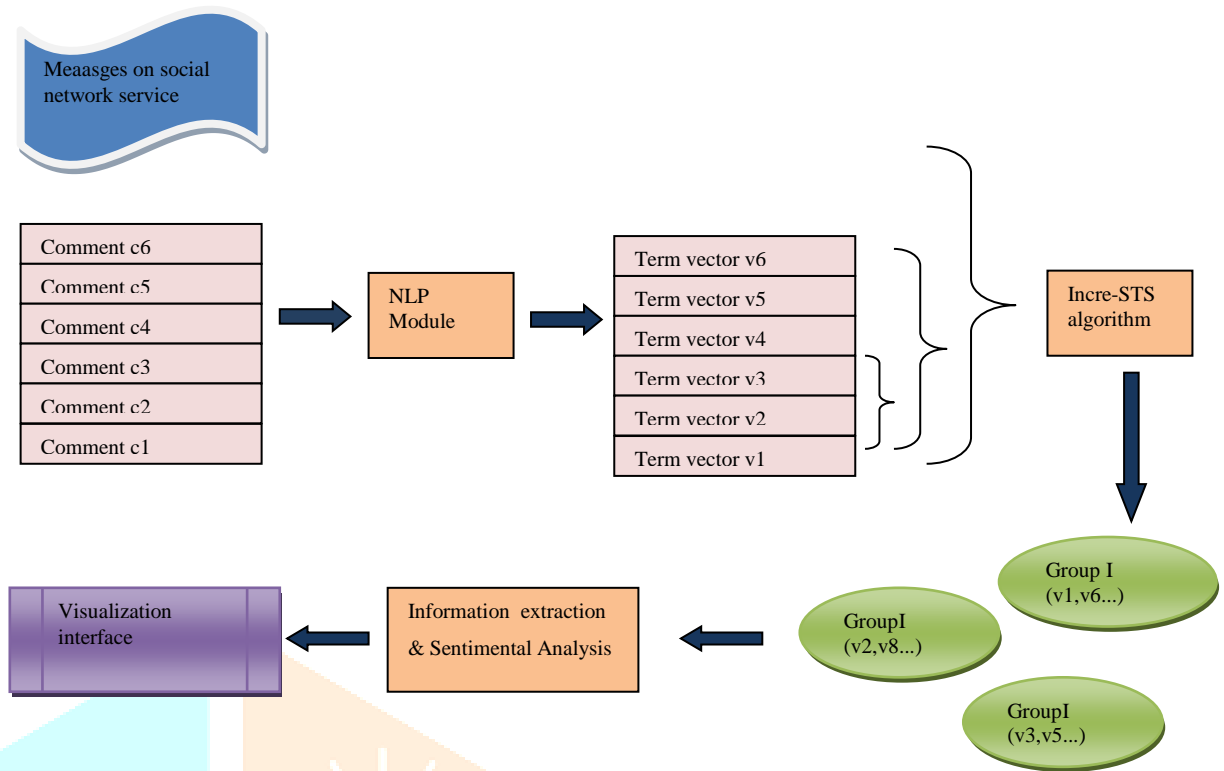 Meaasges on social
network service
Comment c6
Comment c5
Comment c4
Comment c3
Comment c2
Comment c1
NLP
Module
Term vector v6
Term vector v5
Term vector v4
Term vector v3
Term vector v2
Term vector v1
Incre-STS
algorithm
Group I
(v1,v6...)
GroupI
(v2,v8...)
GroupI
(v3,v5...)
Information extraction
& Sentimental Analysis
Visualization
interface